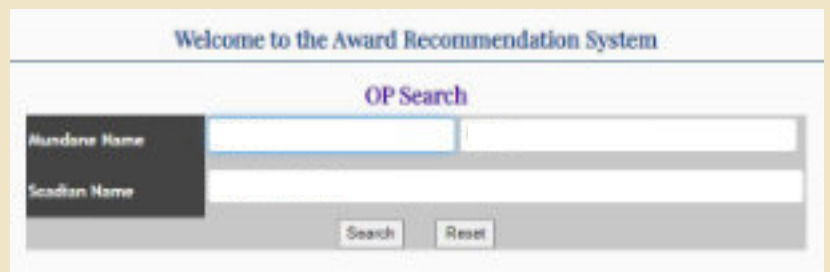 Welcome to the Award Recommendation System
OP Search
Mundane Name
Scadian Name
Search Reset